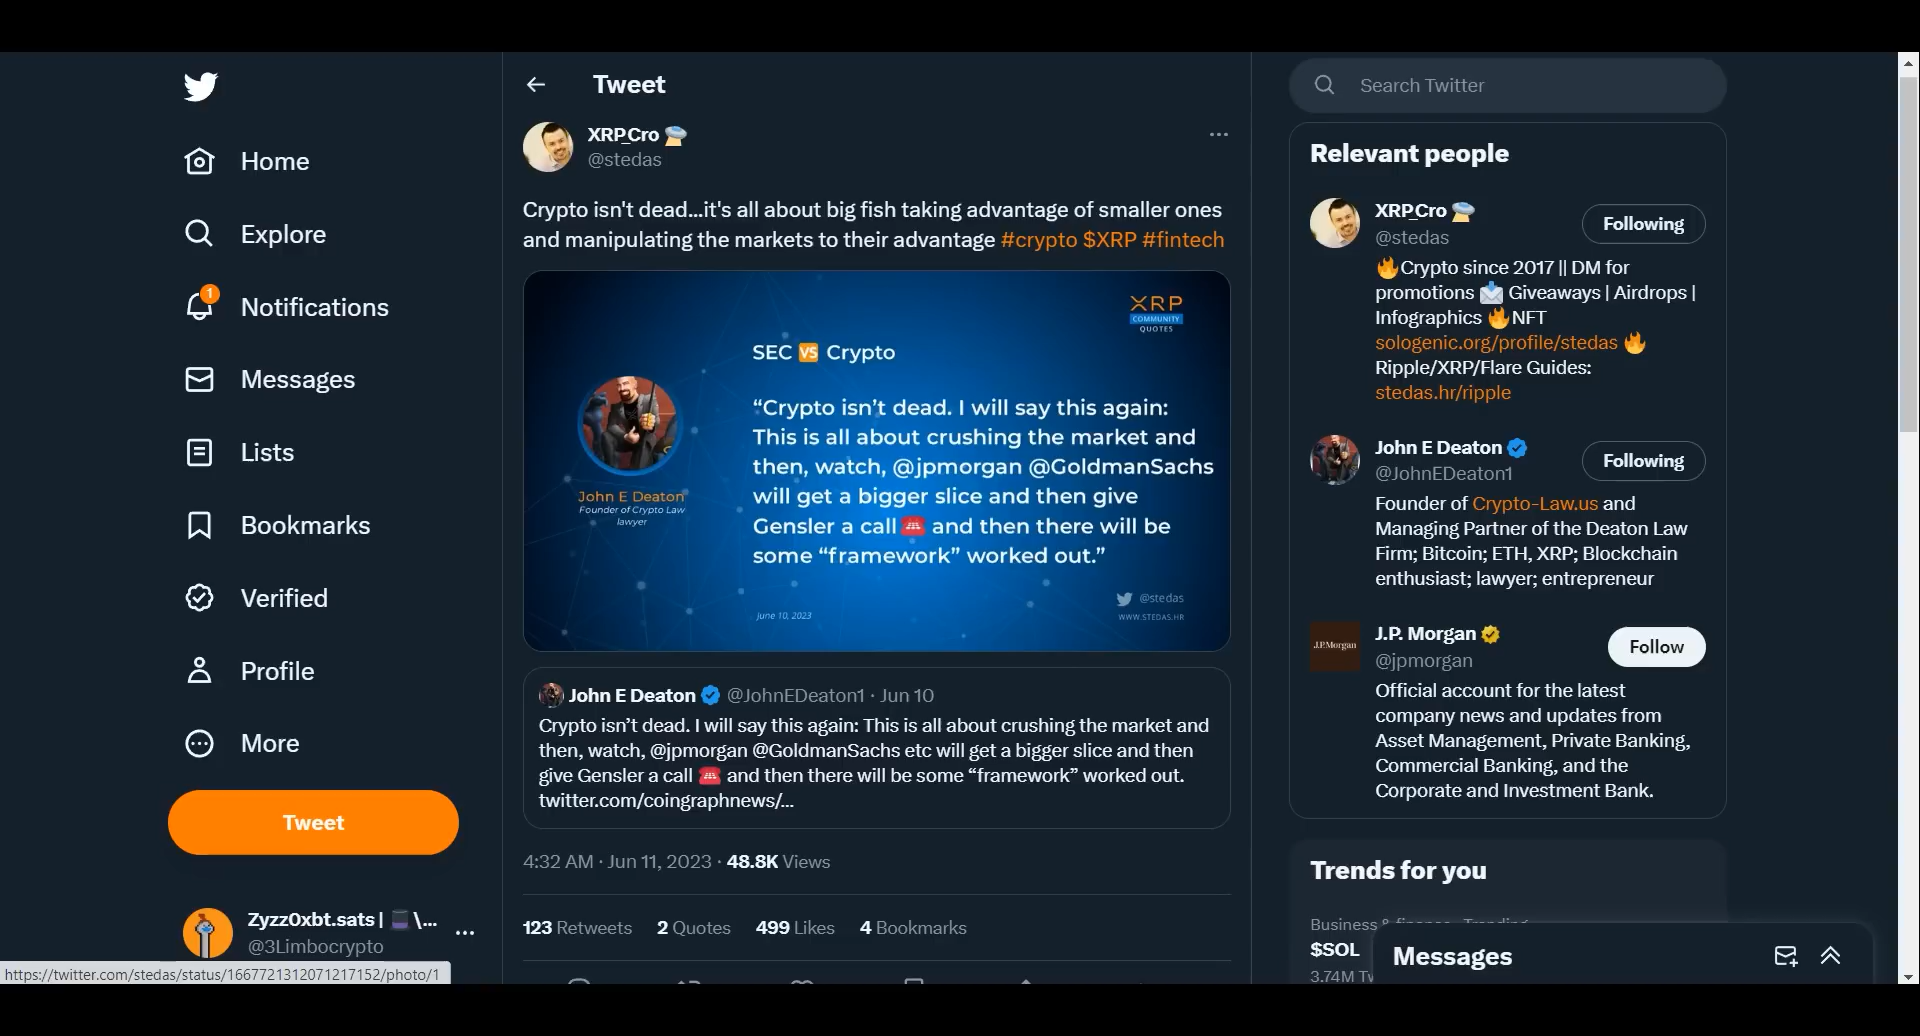 Home
Explore
1
Notifications
Messages
Lists
Bookmarks
Verified
Profile
More
Tweet
Zyzz0xbt.sats | \...
@3Limbocrypto
https://twitter.com/stedas/status/1667721312071217152/photo/1
Tweet
XRP_Cro
@stedas
Crypto isn't dead...it's all about big fish taking advantage of smaller ones
and manipulating the markets to their advantage #crypto $XRP #fintech
XRP
COMMUNITY
QUOTES
SEC 🆚 Crypto
“Crypto isn’t dead. I will say this again:
This is all about crushing the market and
then, watch, @jpmorgan @GoldmanSachs
will get a bigger slice and then give
Gensler a call ☎️ and then there will be
some “framework” worked out.”
John E Deaton
Founder of Crypto Law
lawyer
@stedas
WWW.STEDAS.HR
june 10, 2023
John E Deaton @JohnEDeaton1 · Jun 10
Crypto isn’t dead. I will say this again: This is all about crushing the market and
then, watch, @jpmorgan @GoldmanSachs etc will get a bigger slice and then
give Gensler a call ☎️ and then there will be some “framework” worked out.
twitter.com/coingraphnews/...
4:32 AM · Jun 11, 2023 · 48.8K Views
123 Retweets 2 Quotes 499 Likes 4 Bookmarks
Search Twitter
Relevant people
XRP_Cro
@stedas
Following
🔥Crypto since 2017 || DM for
promotions 📩 Giveaways | Airdrops |
Infographics 🔥NFT
sologenic.org/profile/stedas 🔥
Ripple/XRP/Flare Guides:
stedas.hr/ripple
John E Deaton
@JohnEDeaton1
Following
Founder of Crypto-Law.us and
Managing Partner of the Deaton Law
Firm; Bitcoin; ETH, XRP; Blockchain
enthusiast; lawyer; entrepreneur
J.P.Morgan
J.P. Morgan
@jpmorgan
Follow
Official account for the latest
company news and updates from
Asset Management, Private Banking,
Commercial Banking, and the
Corporate and Investment Bank.
Trends for you
Business & finance · Trending
$SOL
3.74M
Messages